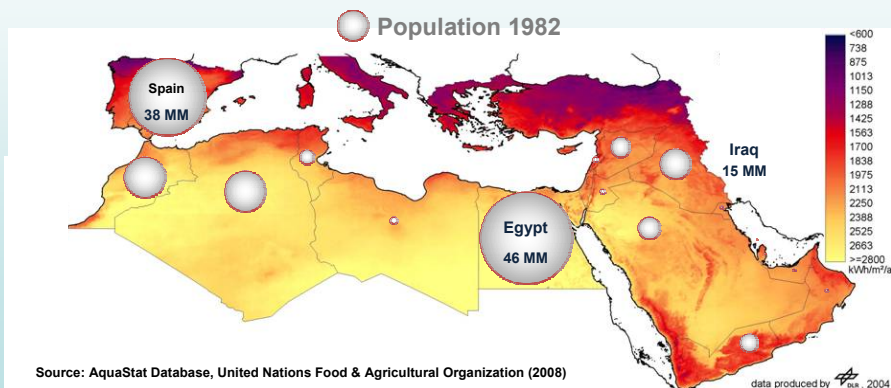 Population 1982
<600
738
875
1013
1150
1288
1425
1563
1700
1838
1975
2113
2250
2388
2525
2663
>=2800
kWh/m²/a
Spain
38 MM
Iraq
15 MM
Egypt
46 MM
Source: AquaStat Database, United Nations Food & Agricultural Organization (2008)
data produced by DLR , 2004